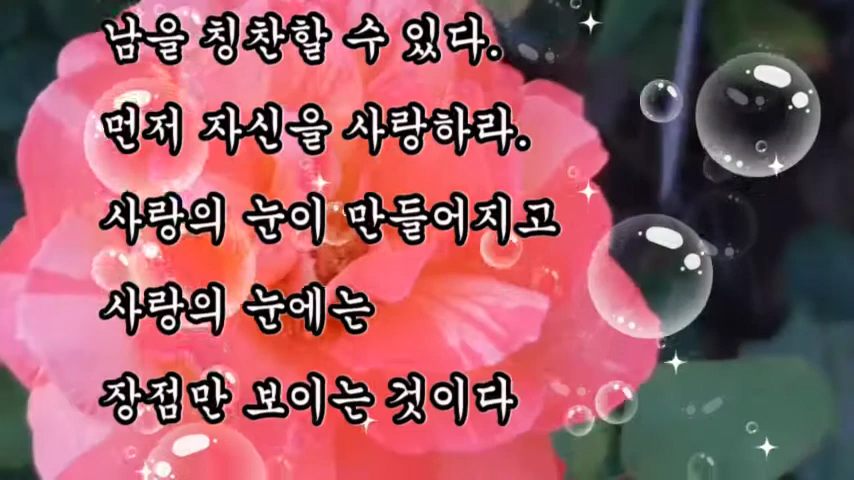 남을 칭찬할 수 있다.
먼저 자신을 사랑하라.
사랑의 눈이 만들어지고
사랑의 눈에는
장점만 보이는 것이다